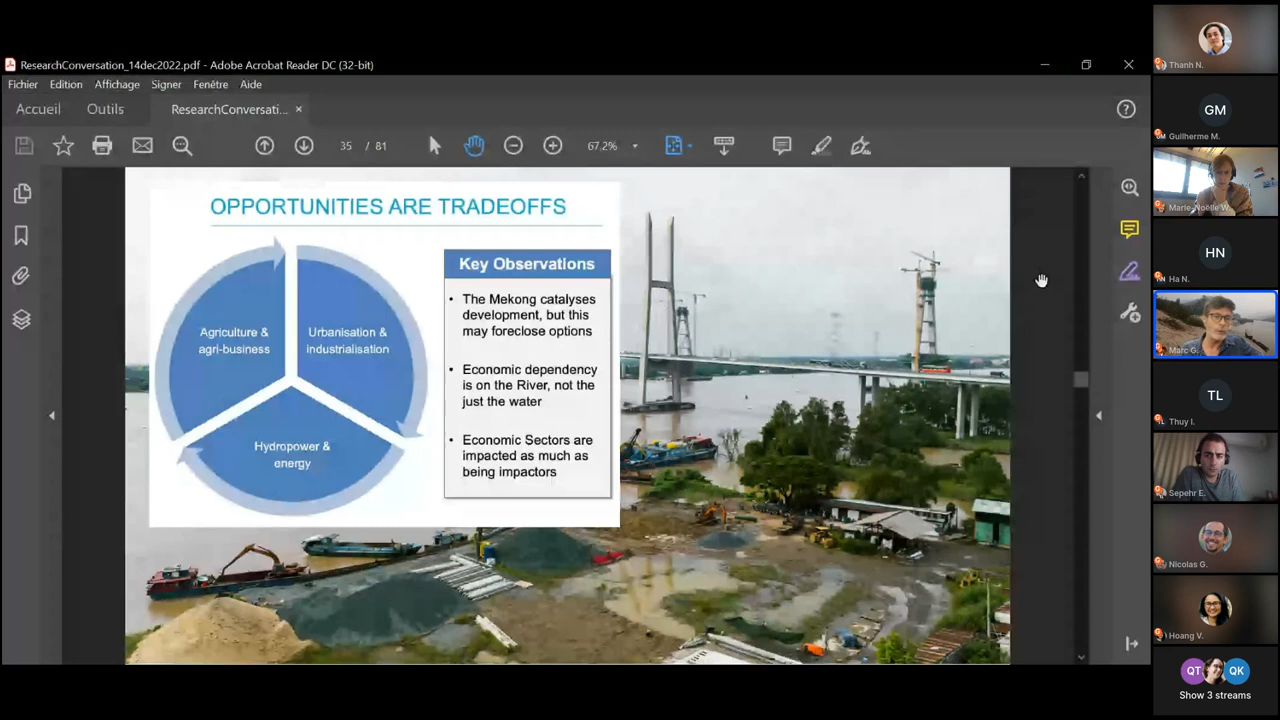 ResearchConversation_14dec2022.pdf - Adobe Acrobat Reader DC (32-bit)
Fichier Edition Affichage Signer Fenêtre Aide
Accueil Outils ResearchConversati... ×
35 / 81 67.2%
OPPORTUNITIES ARE TRADEOFFS
Agriculture &
agri-business
Urbanisation &
industrialisation
Hydropower &
energy
Key Observations
• The Mekong catalyses
development, but this
may foreclose options
• Economic dependency
is on the River, not the
just the water
• Economic Sectors are
impacted as much as
being impactors
Thanh N.
GM
Guilherme M.
Marie-Noëlle W.
HN
Ha N.
Marc G.
TL
Thuy l.
Sepehr E.
Nicolas G.
Hoang V.
QT QK
Show 3 streams